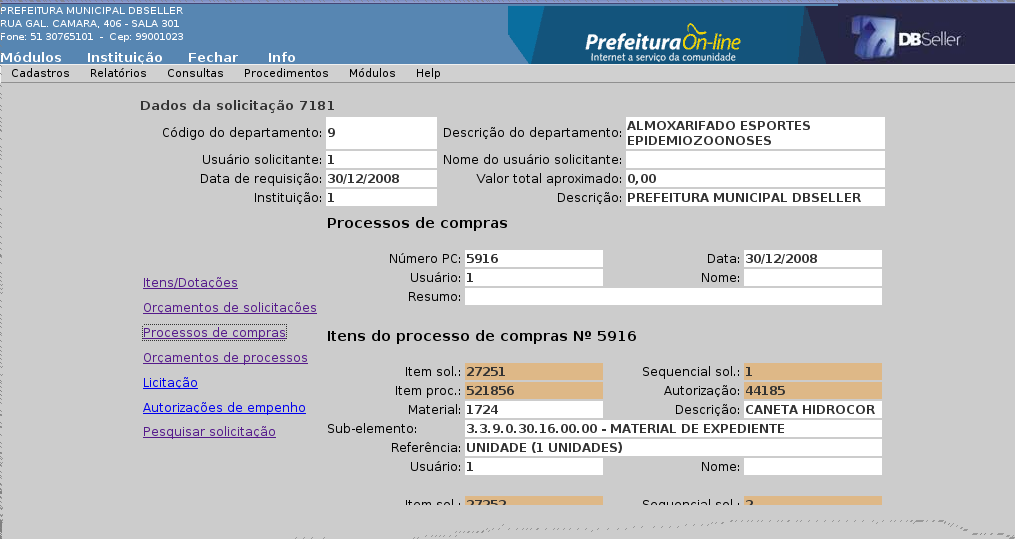 PREFEITURA MUNICIPAL DBSELLER
RUA GAL. CAMARA, 406 - SALA 301
Fone: 51 30765101 - Cep: 99001023
PrefeituraOn-line
Internet a serviço da comunidade
DBSeller
Módulos Instituição Fechar Info
Cadastros Relatórios Consultas Procedimentos Módulos Help
Dados da solicitação 7181
Código do departamento: 9 Descrição do departamento: ALMOXARIFADO ESPORTES
EPIDEMIOZOONOSES
Usuário solicitante: 1 Nome do usuário solicitante:
Data de requisição: 30/12/2008 Valor total aproximado: 0,00
Instituição: 1 Descrição: PREFEITURA MUNICIPAL DBSELLER
Itens/Dotações
Orçamentos de solicitações
Processos de compras
Orçamentos de processos
Licitação
Autorizações de empenho
Pesquisar solicitação
Processos de compras
Número PC: 5916 Data: 30/12/2008
Usuário: 1 Nome:
Resumo:
Itens do processo de compras Nº 5916
Item sol.: 27251 Sequencial sol.: 1
Item proc.: 521856 Autorização: 44185
Material: 1724 Descrição: CANETA HIDROCOR
Sub-elemento: 3.3.9.0.30.16.00.00 - MATERIAL DE EXPEDIENTE
Referência: UNIDADE (1 UNIDADES)
Usuário: 1 Nome:
Item sol.: 27252 Sequencial sol.: 2